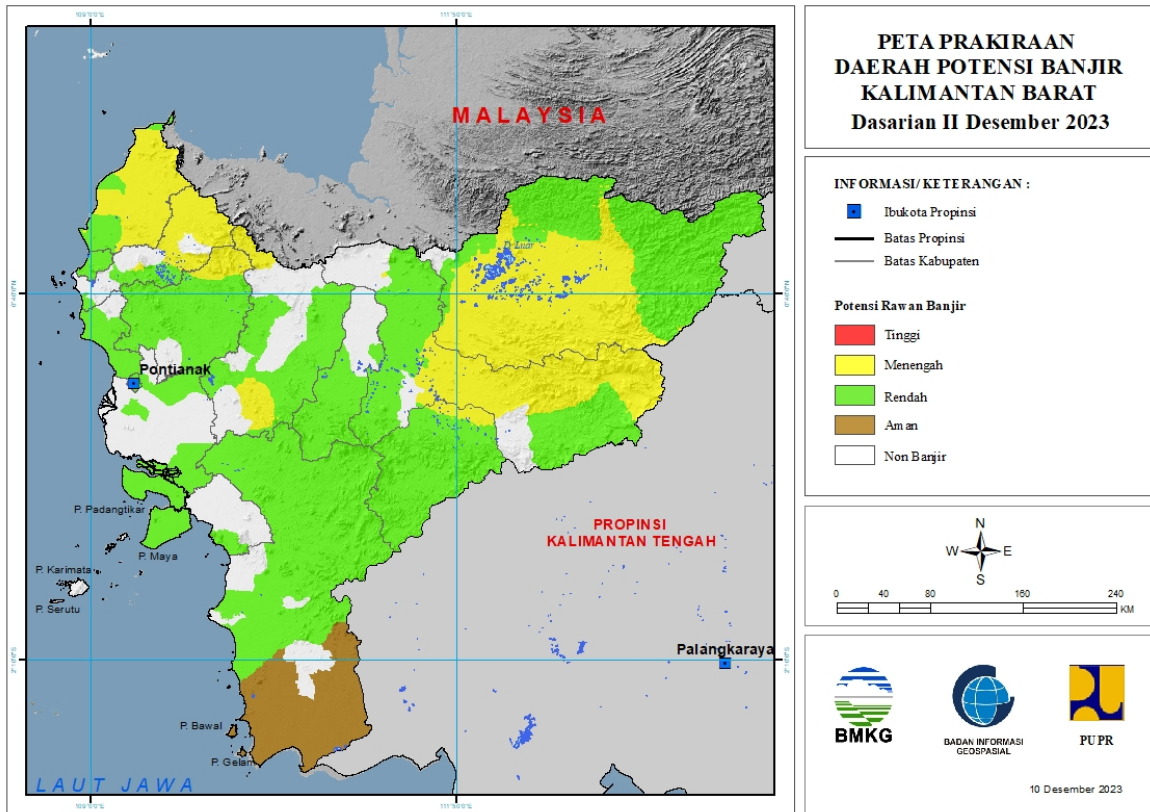 PETA PRAKIRAAN
DAERAH POTENSI BANJIR
KALIMANTAN BARAT
Dasarian II Desember 2023
INFORMASI/ KETERANGAN :
Ibukota Propinsi
Batas Propinsi
Batas Kabupaten
Potensi Rawan Banjir
Tinggi
Menengah
Rendah
Aman
Non Banjir
N
W E
S
0 40 80 160 240
KM
BMKG
BADAN INFORMASI
GEOSPASIAL
PUPR
10 Desember 2023
MALAYSIA
D. Luar
Pontianak
P. Padangtikar
P. Maya
P. Karimata
P. Serutu
PROPINSI
KALIMANTAN TENGAH
Palangkaraya
P. Bawal
P. Gelam
LAUT JAWA